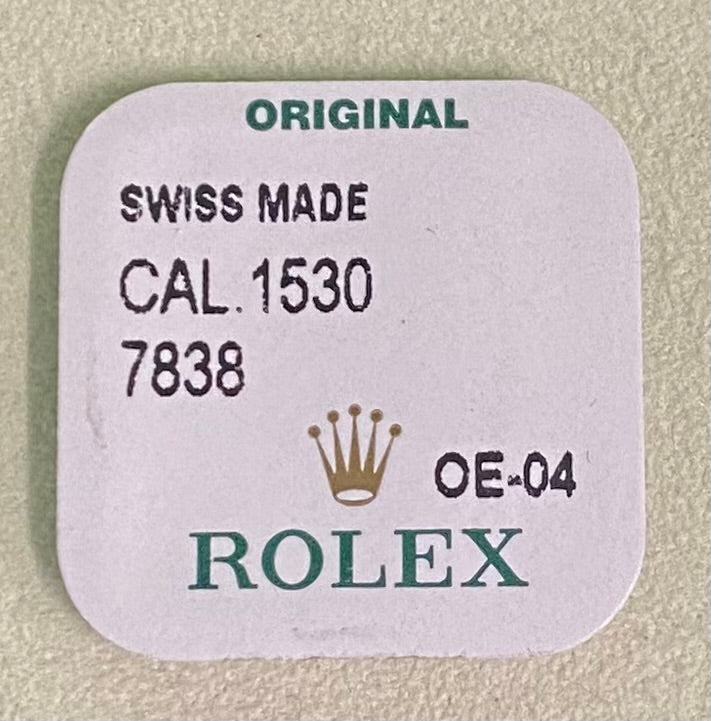 ORIGINAL
SWISS MADE
CAL.1530
7838
OE-04
ROLEX